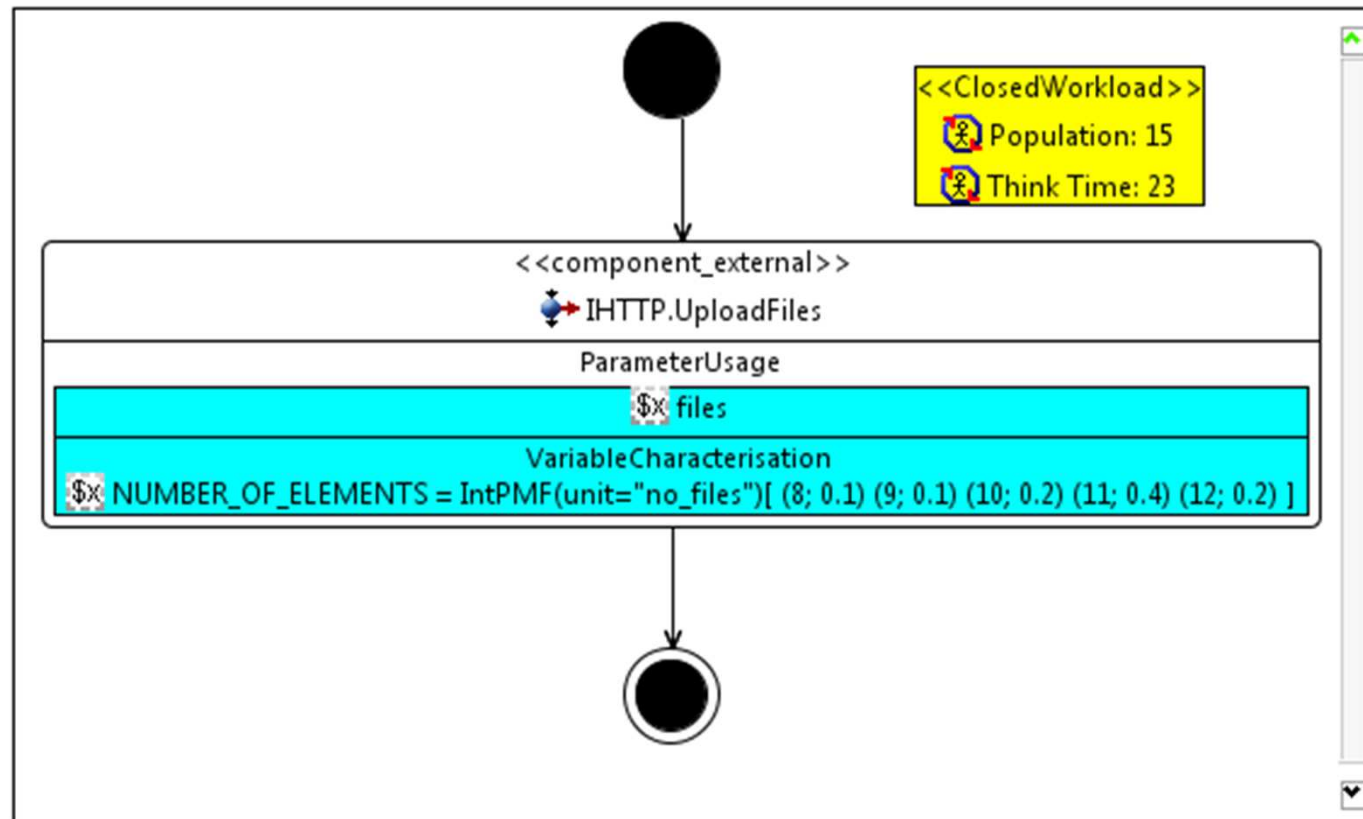 <<ClosedWorkload>>
Population: 15
Think Time: 23
<<component_external>>
IHTTP.UploadFiles
ParameterUsage
$x files
VariableCharacterisation
$x NUMBER_OF_ELEMENTS = IntPMF(unit="no_files")[ (8; 0.1) (9; 0.1) (10; 0.2) (11; 0.4) (12; 0.2) ]